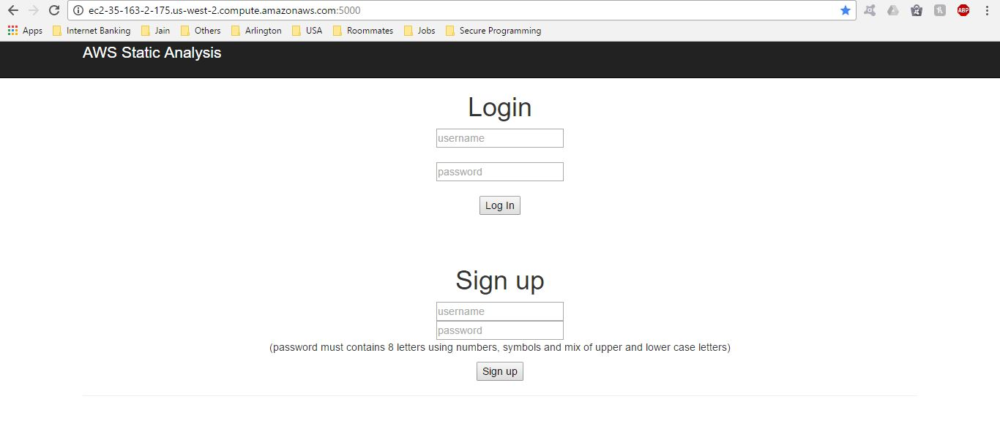 ec2-35-163-2-175.us-west-2.compute.amazonaws.com:5000
ABP
Apps Internet Banking Jain Others Arlington USA Roommates Jobs Secure Programming
AWS Static Analysis
Login
username
password
Log In
Sign up
username
password
(password must contains 8 letters using numbers, symbols and mix of upper and lower case letters)
Sign up